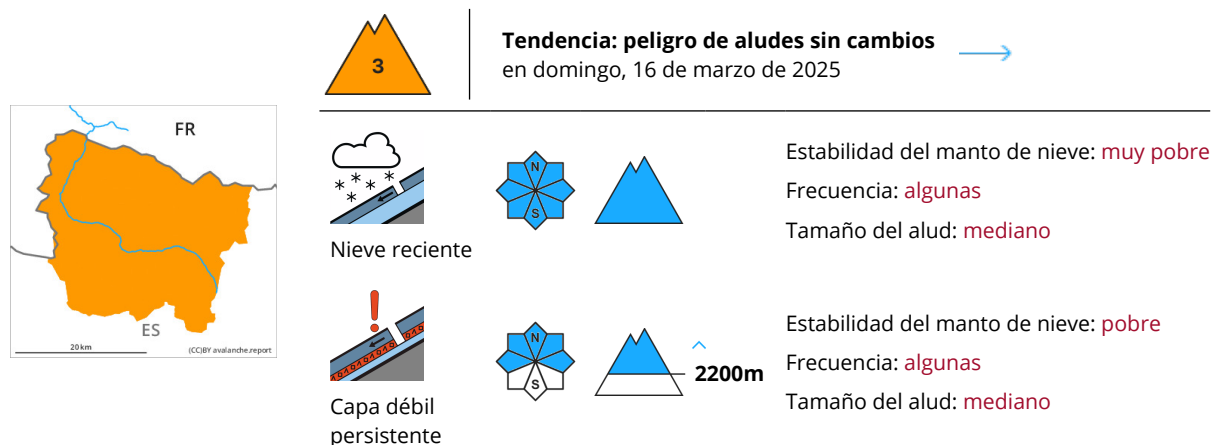 3
Tendencia: peligro de aludes sin cambios
en domingo, 16 de marzo de 2025
FR
ES
20 km
(CC)BY avalanche.report
N
S
Nieve reciente
Estabilidad del manto de nieve: muy pobre
Frecuencia: algunas
Tamaño del alud: mediano
N
S
2200m
Capa débil
persistente
Estabilidad del manto de nieve: pobre
Frecuencia: algunas
Tamaño del alud: mediano